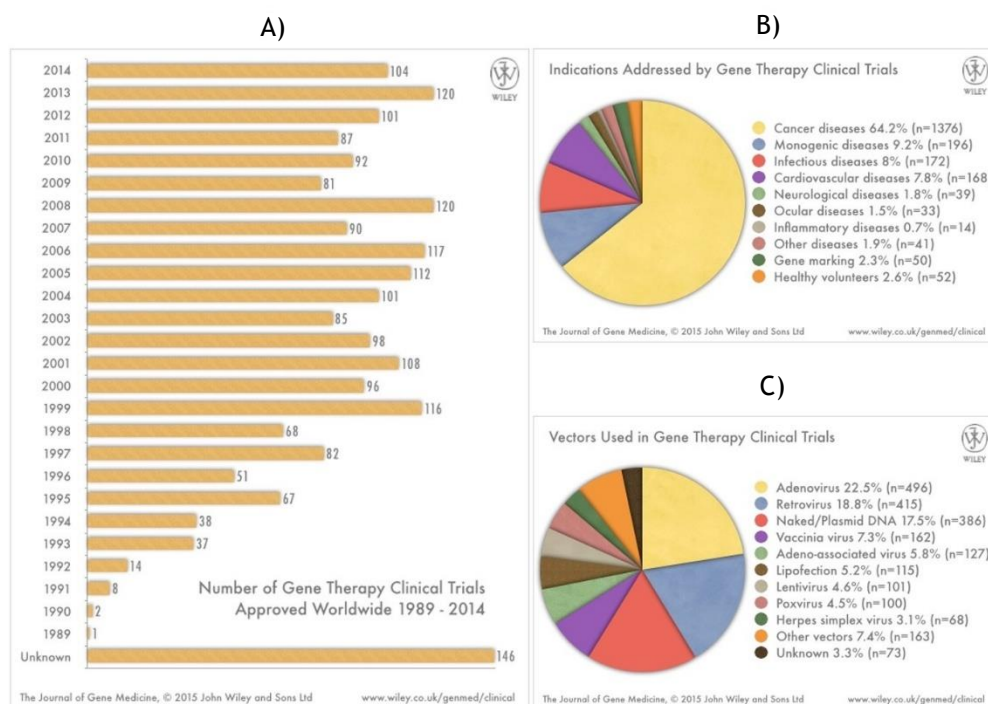 A)
2014 104
2013 120
2012 101
2011 87
2010 92
2009 81
2008 120
2007 90
2006 117
2005 112
2004 101
2003 85
2002 98
2001 108
2000 96
1999 116
1998 68
1997 82
1996 51
1995 67
1994 38
1993 37
1992 14
1991 8
1990 2
1989 1
Unknown 146
WILEY
Number of Gene Therapy Clinical Trials
Approved Worldwide 1989 - 2014
The Journal of Gene Medicine, © 2015 John Wiley and Sons Ltd www.wiley.co.uk/genmed/clinical
B)
Indications Addressed by Gene Therapy Clinical Trials
WILEY
Cancer diseases 64.2% (n=1376)
Monogenic diseases 9.2% (n=196)
Infectious diseases 8% (n=172)
Cardiovascular diseases 7.8% (n=168)
Neurological diseases 1.8% (n=39)
Ocular diseases 1.5% (n=33)
Inflammatory diseases 0.7% (n=14)
Other diseases 1.9% (n=41)
Gene marking 2.3% (n=50)
Healthy volunteers 2.6% (n=52)
The Journal of Gene Medicine, © 2015 John Wiley and Sons Ltd www.wiley.co.uk/genmed/clinical
C)
Vectors Used in Gene Therapy Clinical Trials
WILEY
Adenovirus 22.5% (n=496)
Retrovirus 18.8% (n=415)
Naked/Plasmid DNA 17.5% (n=386)
Vaccinia virus 7.3% (n=162)
Adeno-associated virus 5.8% (n=127)
Lipofection 5.2% (n=115)
Lentivirus 4.6% (n=101)
Poxvirus 4.5% (n=100)
Herpes simplex virus 3.1% (n=68)
Other vectors 7.4% (n=163)
Unknown 3.3% (n=73)
The Journal of Gene Medicine, © 2015 John Wiley and Sons Ltd www.wiley.co.uk/genmed/clinical